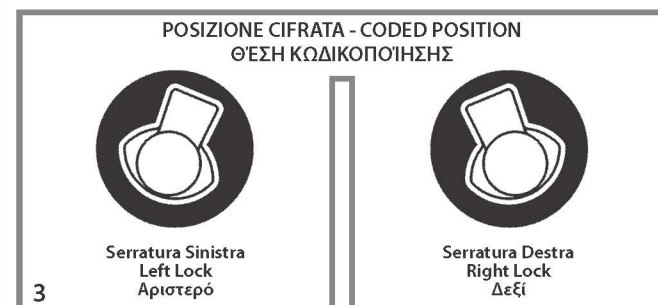 POSIZIONE CIFRATA - CODED POSITION
ΘΈΣΗ ΚΩΔΙΚΟΠΟΊΗΣΗΣ
Serratura Sinistra
Left Lock
Αριστερό
Serratura Destra
Right Lock
Δεξί
3